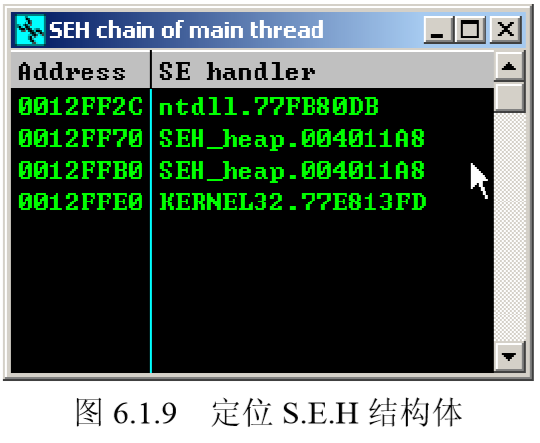 SEH chain of main thread
Address SE handler
0012FF2C ntdll.77FB80DB
0012FF70 SEH_heap.004011A8
0012FFB0 SEH_heap.004011A8
0012FFE0 KERNEL32.77E813FD
图 6.1.9 定位 S.E.H 结构体